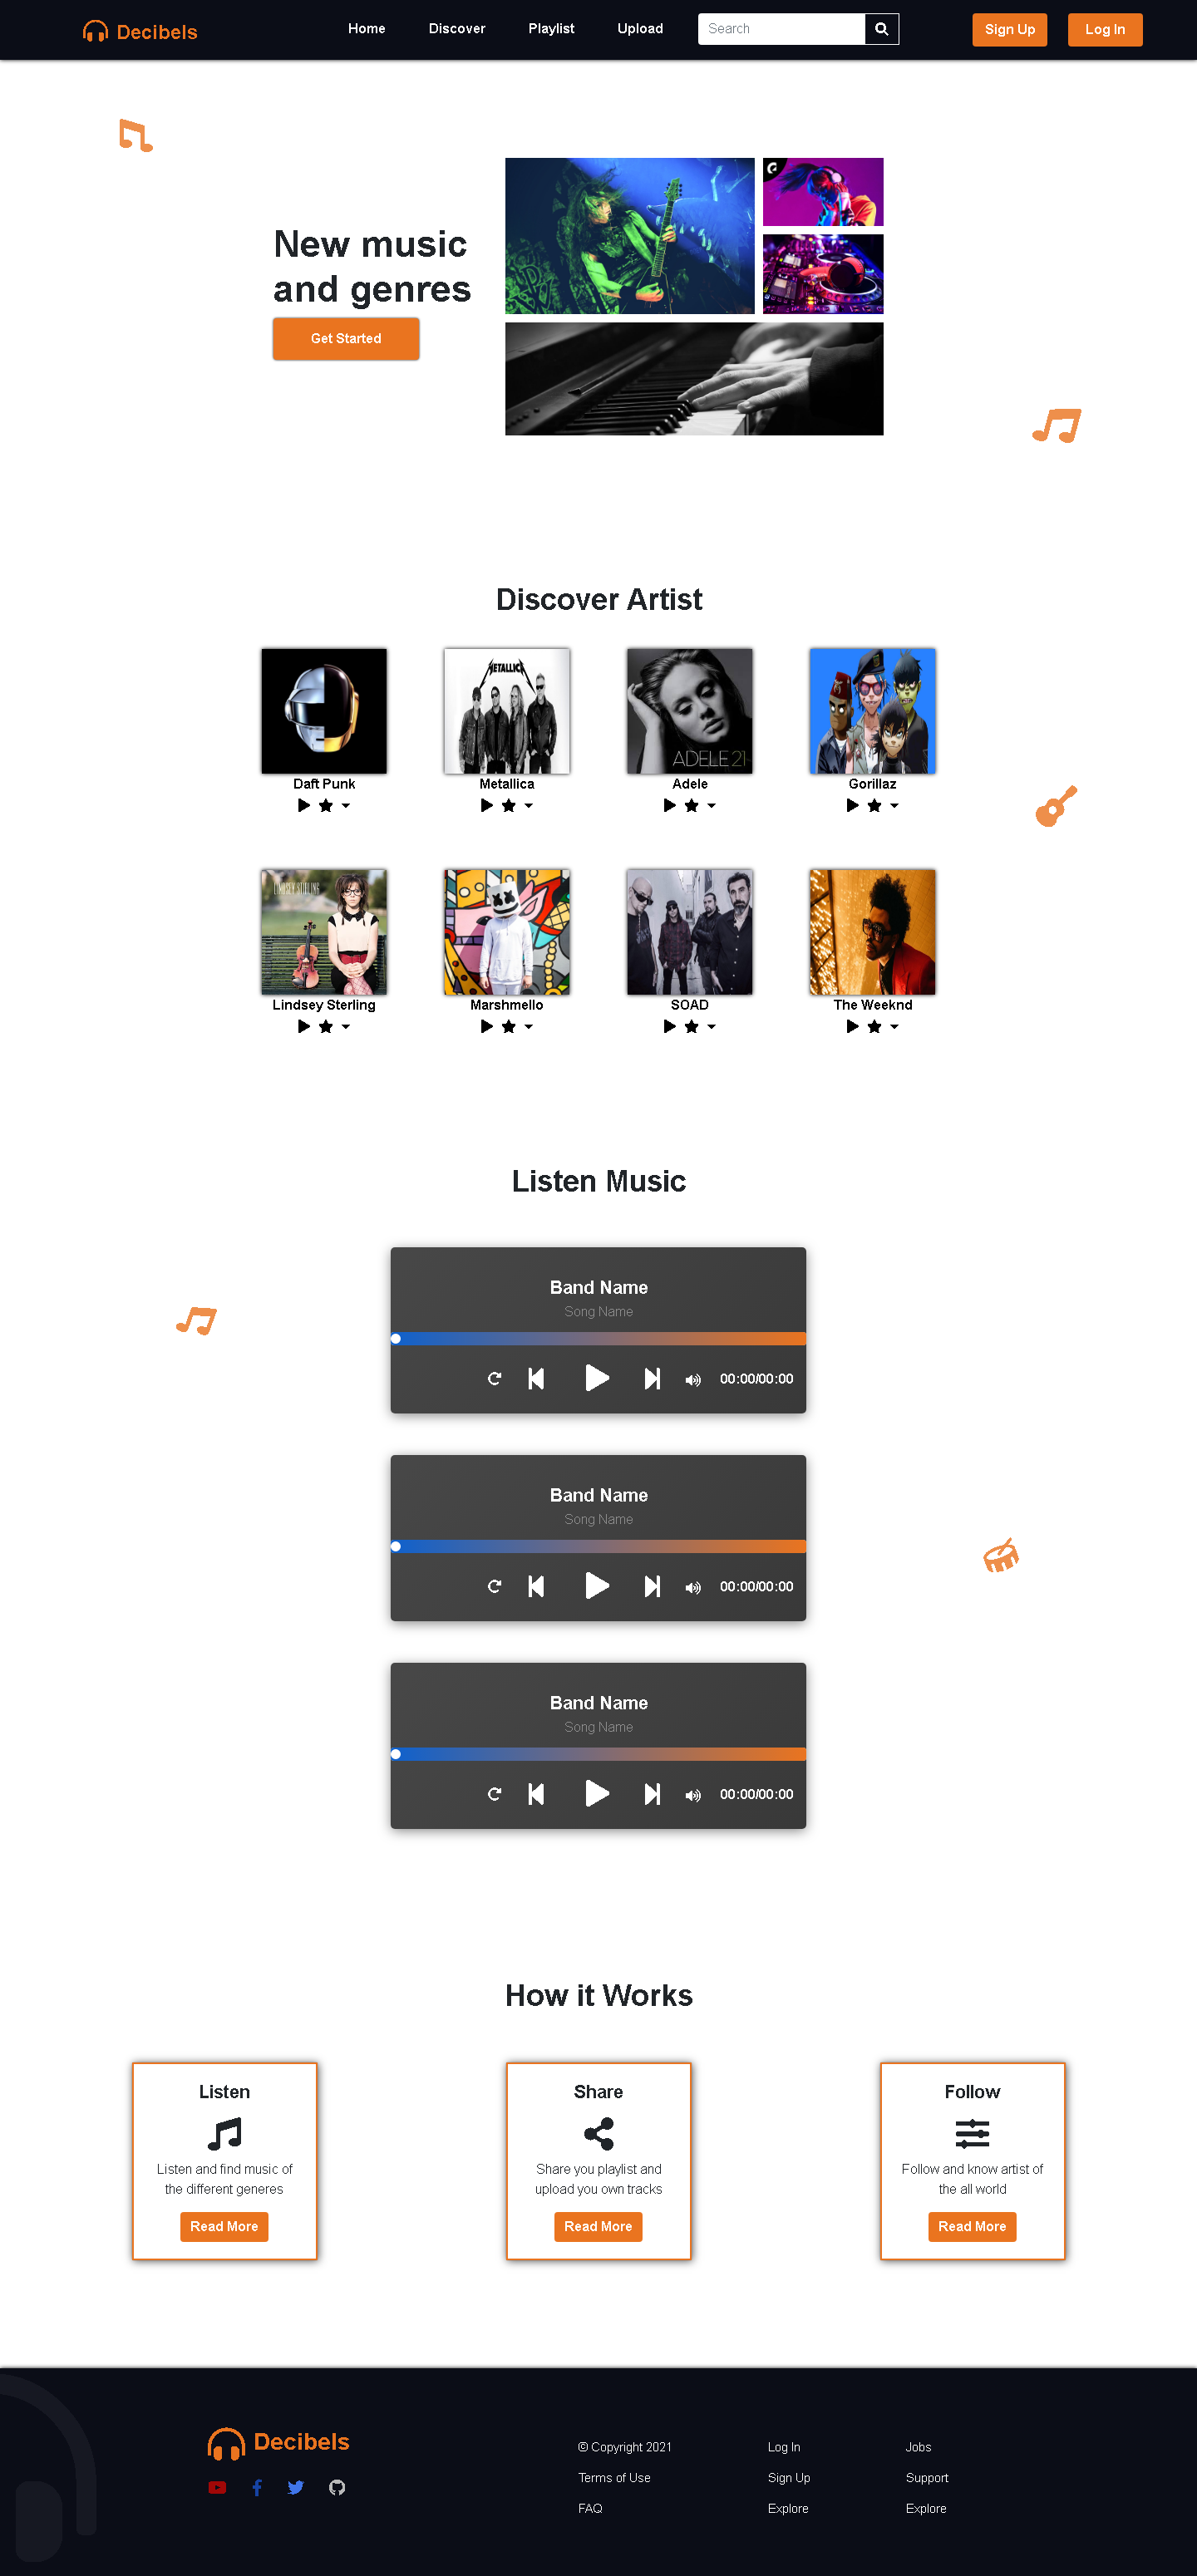 Decibels
Home
Discover
Playlist
Upload
Search
Sign Up
Log In
New music
and genres
Get Started
Discover Artist
METALLICA
ADELE 21
Daft Punk
Metallica
Adele
Gorillaz
LINDSEY STIRLING
Lindsey Sterling
Marshmello
SOAD
The Weeknd
Listen Music
Band Name
Song Name
00:00/00:00
Band Name
Song Name
00:00/00:00
Band Name
Song Name
00:00/00:00
How it Works
Listen
Listen and find music of
the different generes
Read More
Share
Share you playlist and
upload you own tracks
Read More
Follow
Follow and know artist of
the all world
Read More
Decibels
© Copyright 2021
Terms of Use
FAQ
Log In
Sign Up
Explore
Jobs
Support
Explore